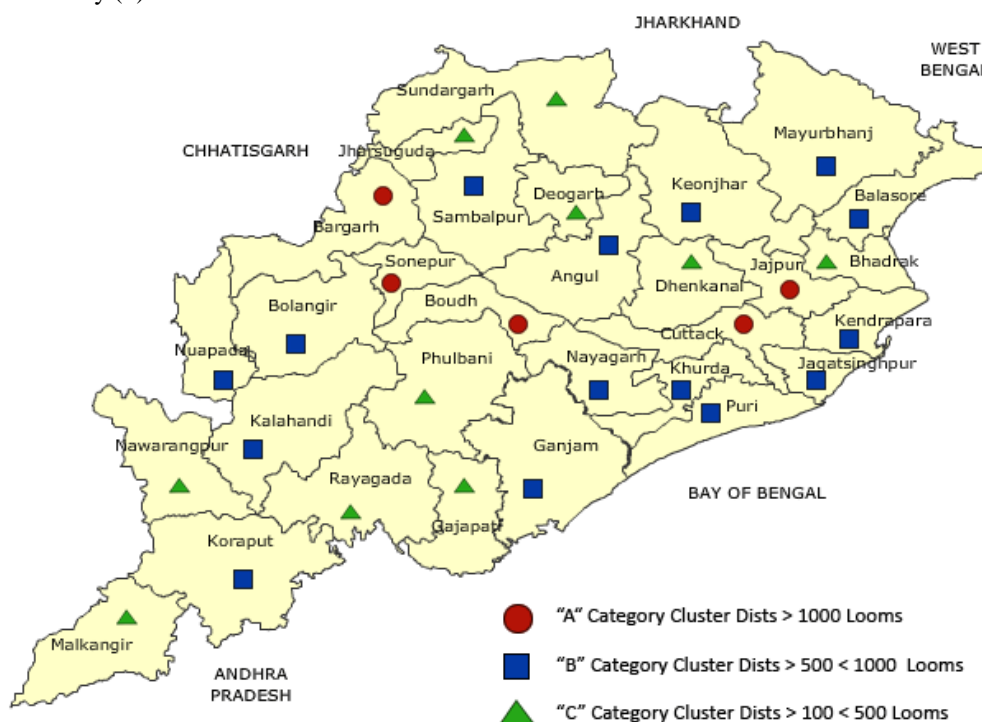 JHARKHAND
WEST
BENGAL
Sundargarh
Mayurbhanj
CHHATISGARH
Jharsuguda
Deogarh
Keonjhar
Balasore
Sambalpur
Bargarh
Sonepur
Angul
Jajpur
Bhadrak
Dhenkanal
Bolangir
Boudh
Kendrapara
Cuttack
Nuapada
Phulbani
Nayagarh
Khurda
Jagatsinghpur
Puri
Kalahandi
Nawarangpur
Ganjam
Rayagada
BAY OF BENGAL
Gajapati
Koraput
"A" Category Cluster Dists > 1000 Looms
Malkangir
"B" Category Cluster Dists > 500 < 1000 Looms
ANDHRA
PRADESH
"C" Category Cluster Dists > 100 < 500 Looms